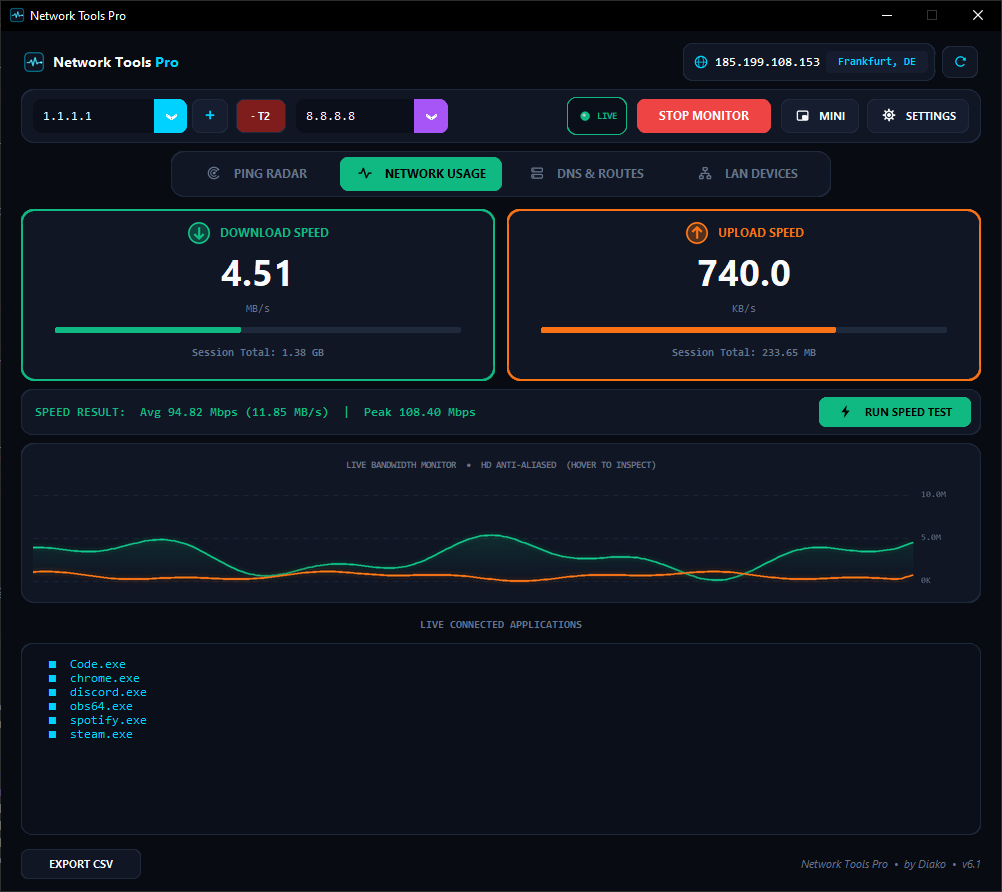 Network Tools Pro
Network Tools Pro
185.199.108.153 Frankfurt, DE
1.1.1.1 + - T2 8.8.8.8 LIVE STOP MONITOR MINI SETTINGS
PING RADAR NETWORK USAGE DNS & ROUTES LAN DEVICES
DOWNLOAD SPEED
4.51
MB/s
Session Total: 1.38 GB
UPLOAD SPEED
740.0
KB/s
Session Total: 233.65 MB
SPEED RESULT: Avg 94.82 Mbps (11.85 MB/s) | Peak 108.40 Mbps
RUN SPEED TEST
LIVE BANDWIDTH MONITOR • HD ANTI-ALIASED (HOVER TO INSPECT)
10.0M
5.0M
0K
LIVE CONNECTED APPLICATIONS
Code.exe
chrome.exe
discord.exe
obs64.exe
spotify.exe
steam.exe
EXPORT CSV
Network Tools Pro • by Diako • v6.1